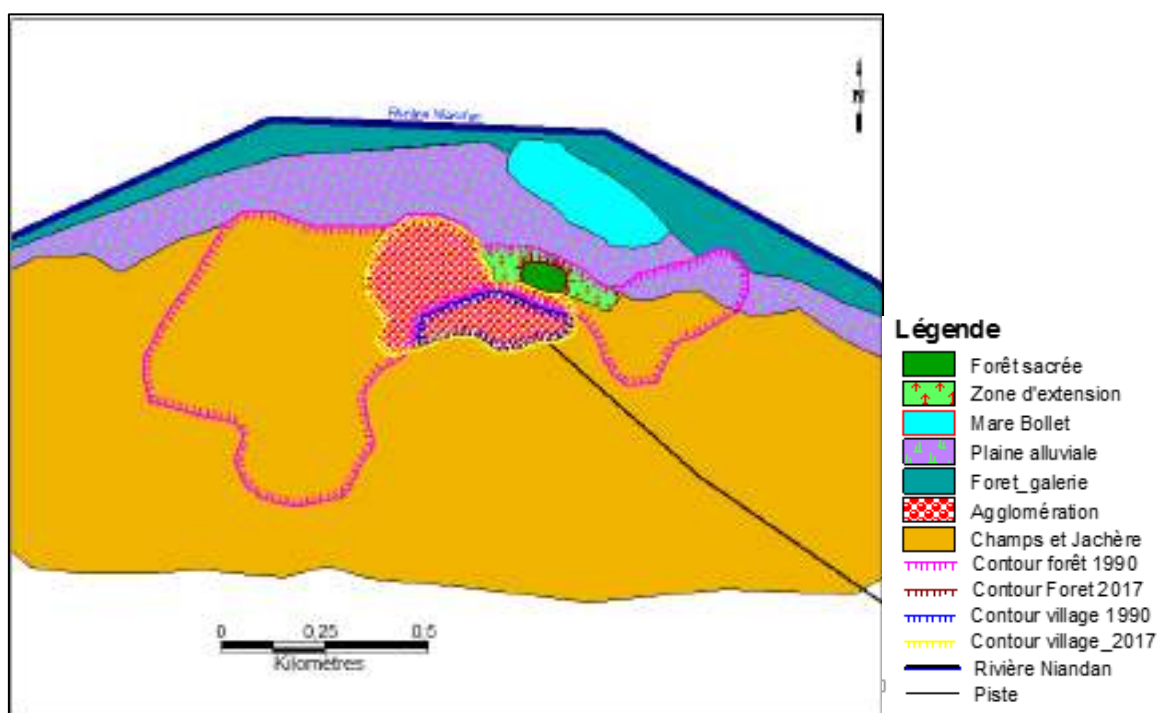 N
Rivière Niandan
0 0,25 0,5
Kilomètres
Légende
Forêt sacrée
Zone d'extension
Mare Bollet
Plaine alluviale
Foret_galerie
Agglomération
Champs et Jachère
Contour forêt 1990
Contour Foret 2017
Contour village 1990
Contour village_2017
Rivière Niandan
Piste